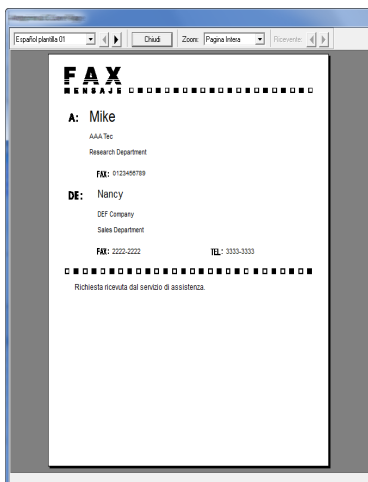 Español plantilla 01 Chiudi Zoom: Pagina Intera Ricevente:
FAX
MENSAJE
A: Mike
AAA Tec
Research Department
FAX: 0123456789
DE: Nancy
DEF Company
Sales Department
FAX: 2222-2222 TEL: 3333-3333
Richiesta ricevuta dal servizio di assistenza.